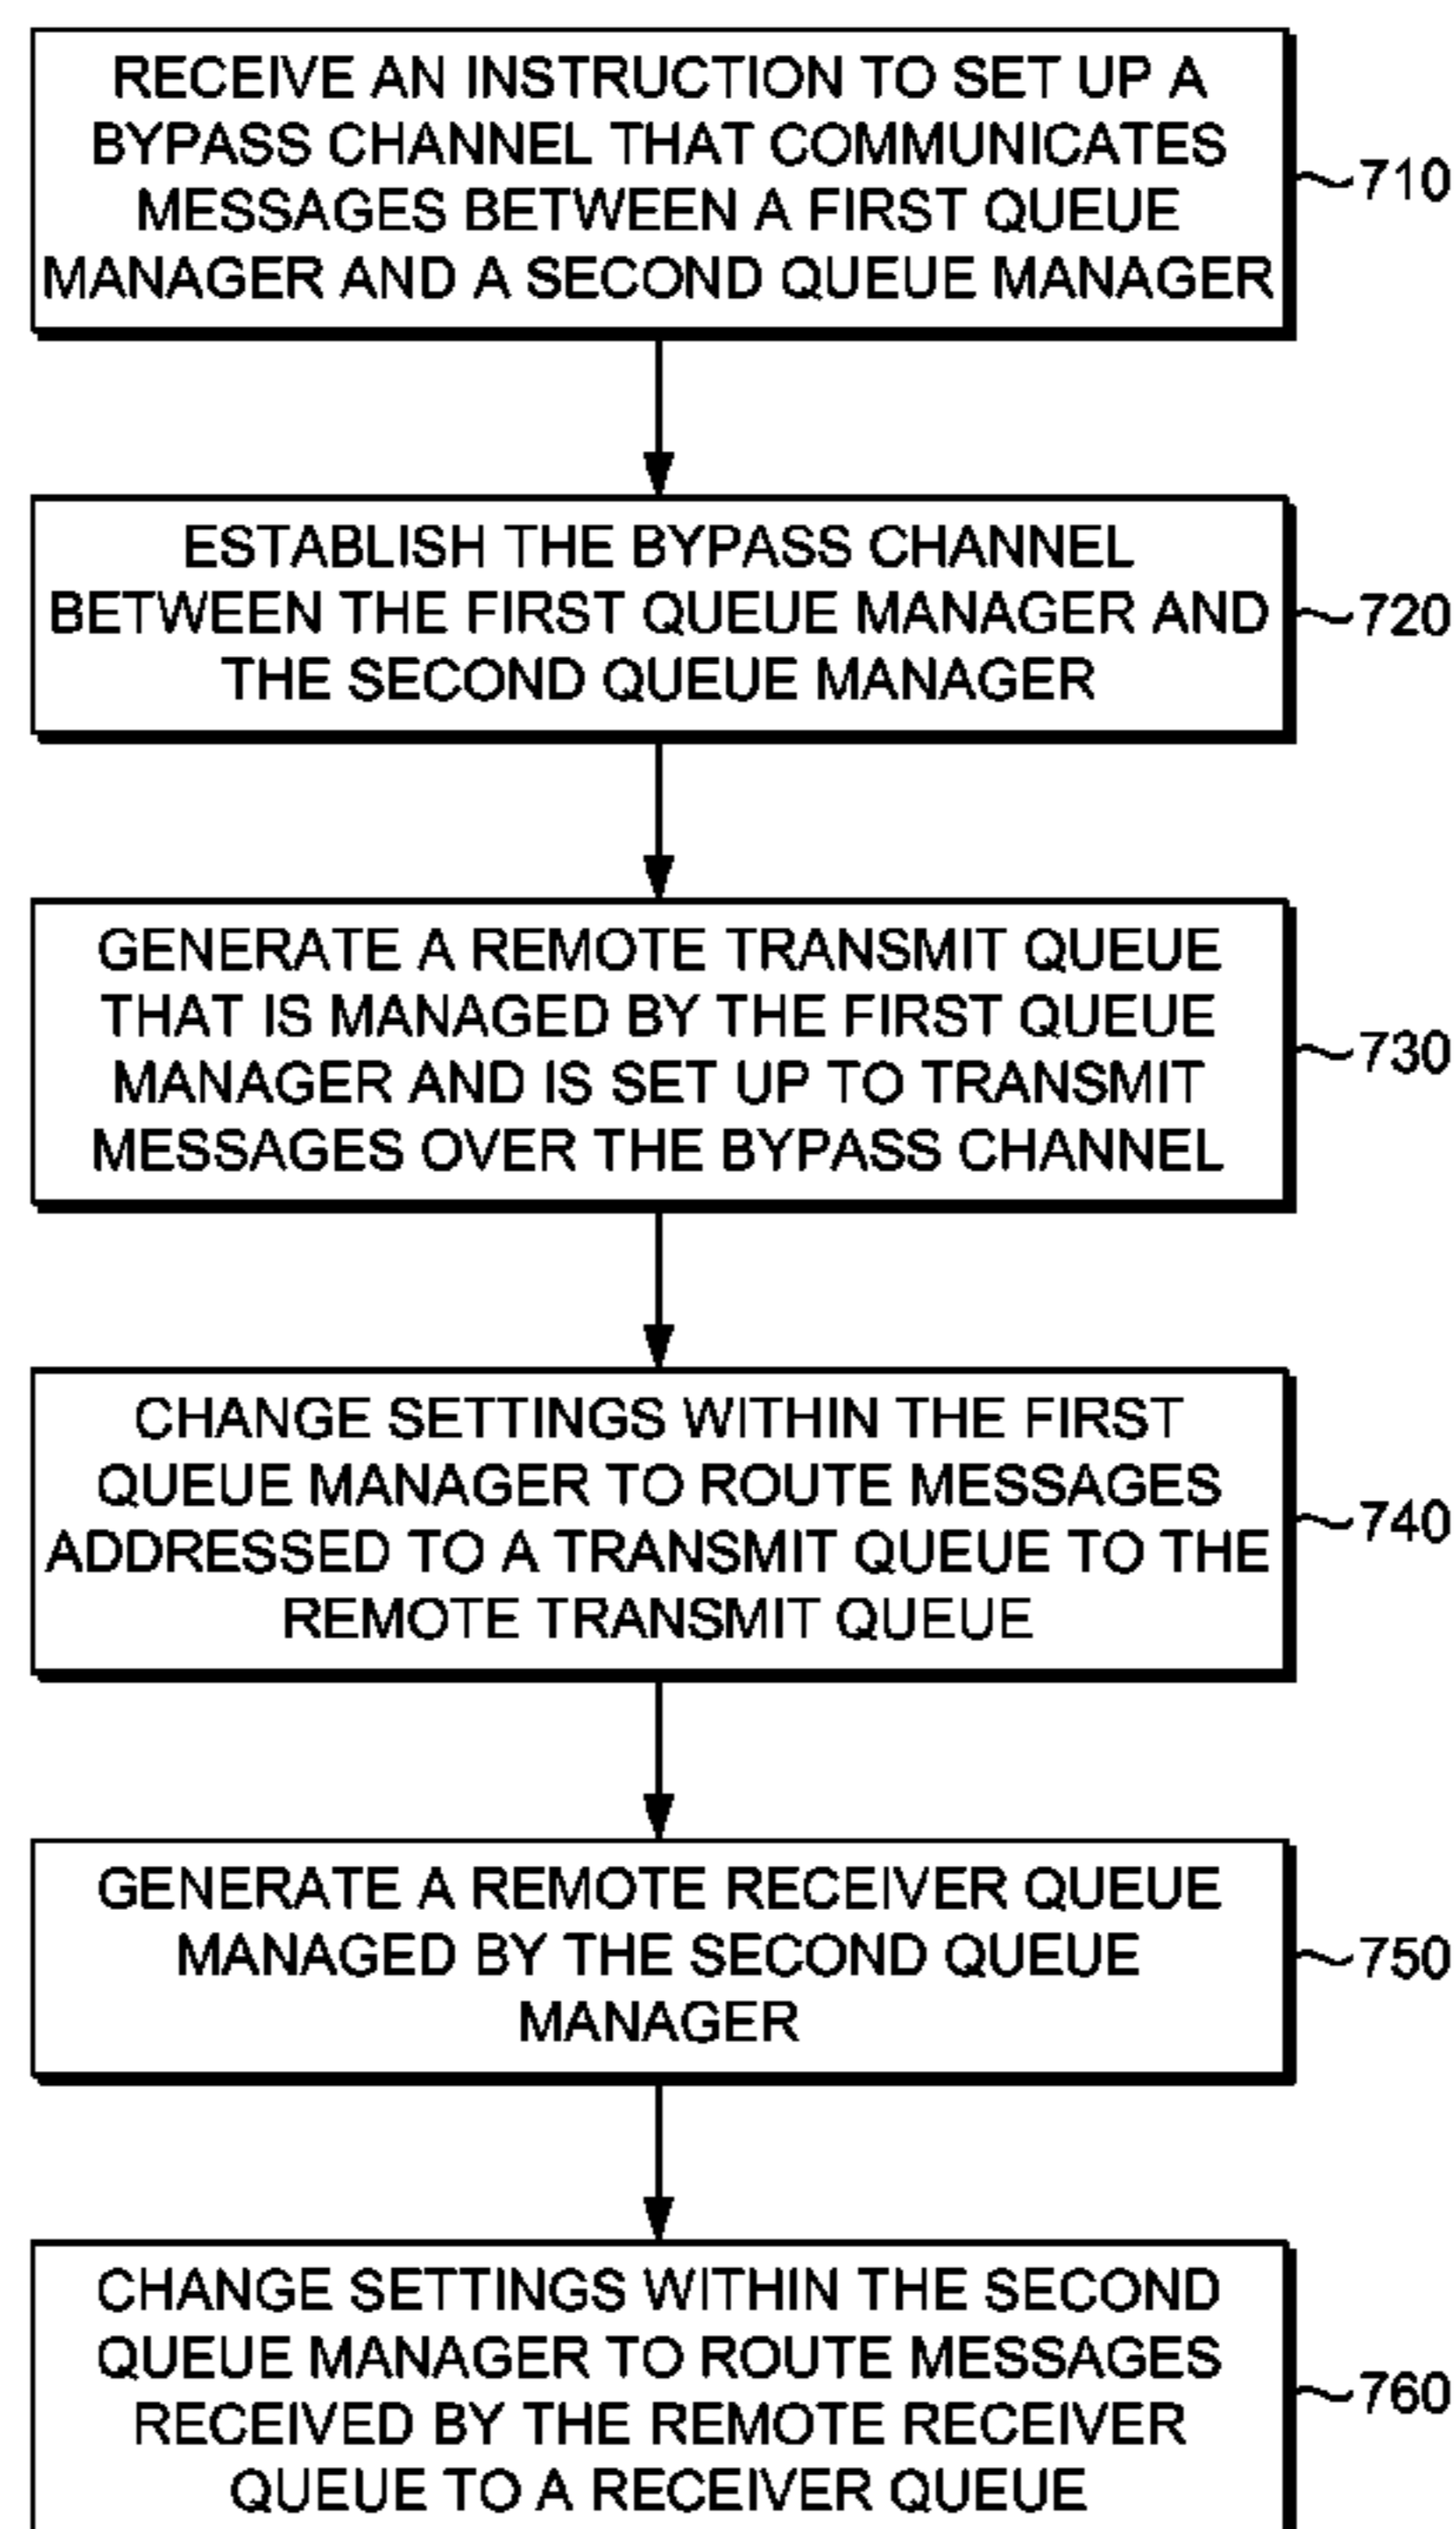 RECEIVE AN INSTRUCTION TO SET UP A
BYPASS CHANNEL THAT COMMUNICATES
MESSAGES BETWEEN A FIRST QUEUE
MANAGER AND A SECOND QUEUE MANAGER
710
ESTABLISH THE BYPASS CHANNEL
BETWEEN THE FIRST QUEUE MANAGER AND
THE SECOND QUEUE MANAGER
720
GENERATE A REMOTE TRANSMIT QUEUE
THAT IS MANAGED BY THE FIRST QUEUE
MANAGER AND IS SET UP TO TRANSMIT
MESSAGES OVER THE BYPASS CHANNEL
730
CHANGE SETTINGS WITHIN THE FIRST
QUEUE MANAGER TO ROUTE MESSAGES
ADDRESSED TO A TRANSMIT QUEUE TO THE
REMOTE TRANSMIT QUEUE
740
GENERATE A REMOTE RECEIVER QUEUE
MANAGED BY THE SECOND QUEUE
MANAGER
750
CHANGE SETTINGS WITHIN THE SECOND
QUEUE MANAGER TO ROUTE MESSAGES
RECEIVED BY THE REMOTE RECEIVER
QUEUE TO A RECEIVER QUEUE
760